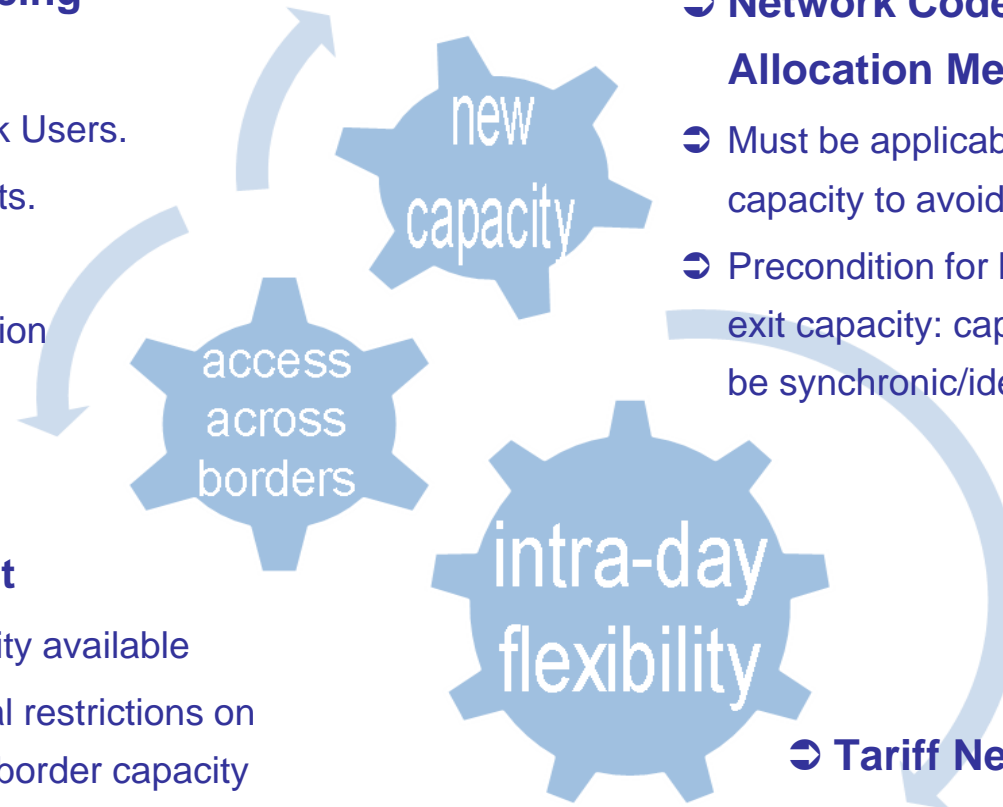 k Users.
ts.
ion
t
ity available
al restrictions on
border capacity
new
capacity
access
across
borders
intra-day
flexibility
➲ Network Code
Allocation Me
➲ Must be applicab
capacity to avoid
➲ Precondition for
exit capacity: cap
be synchronic/ide
➲ Tariff Ne